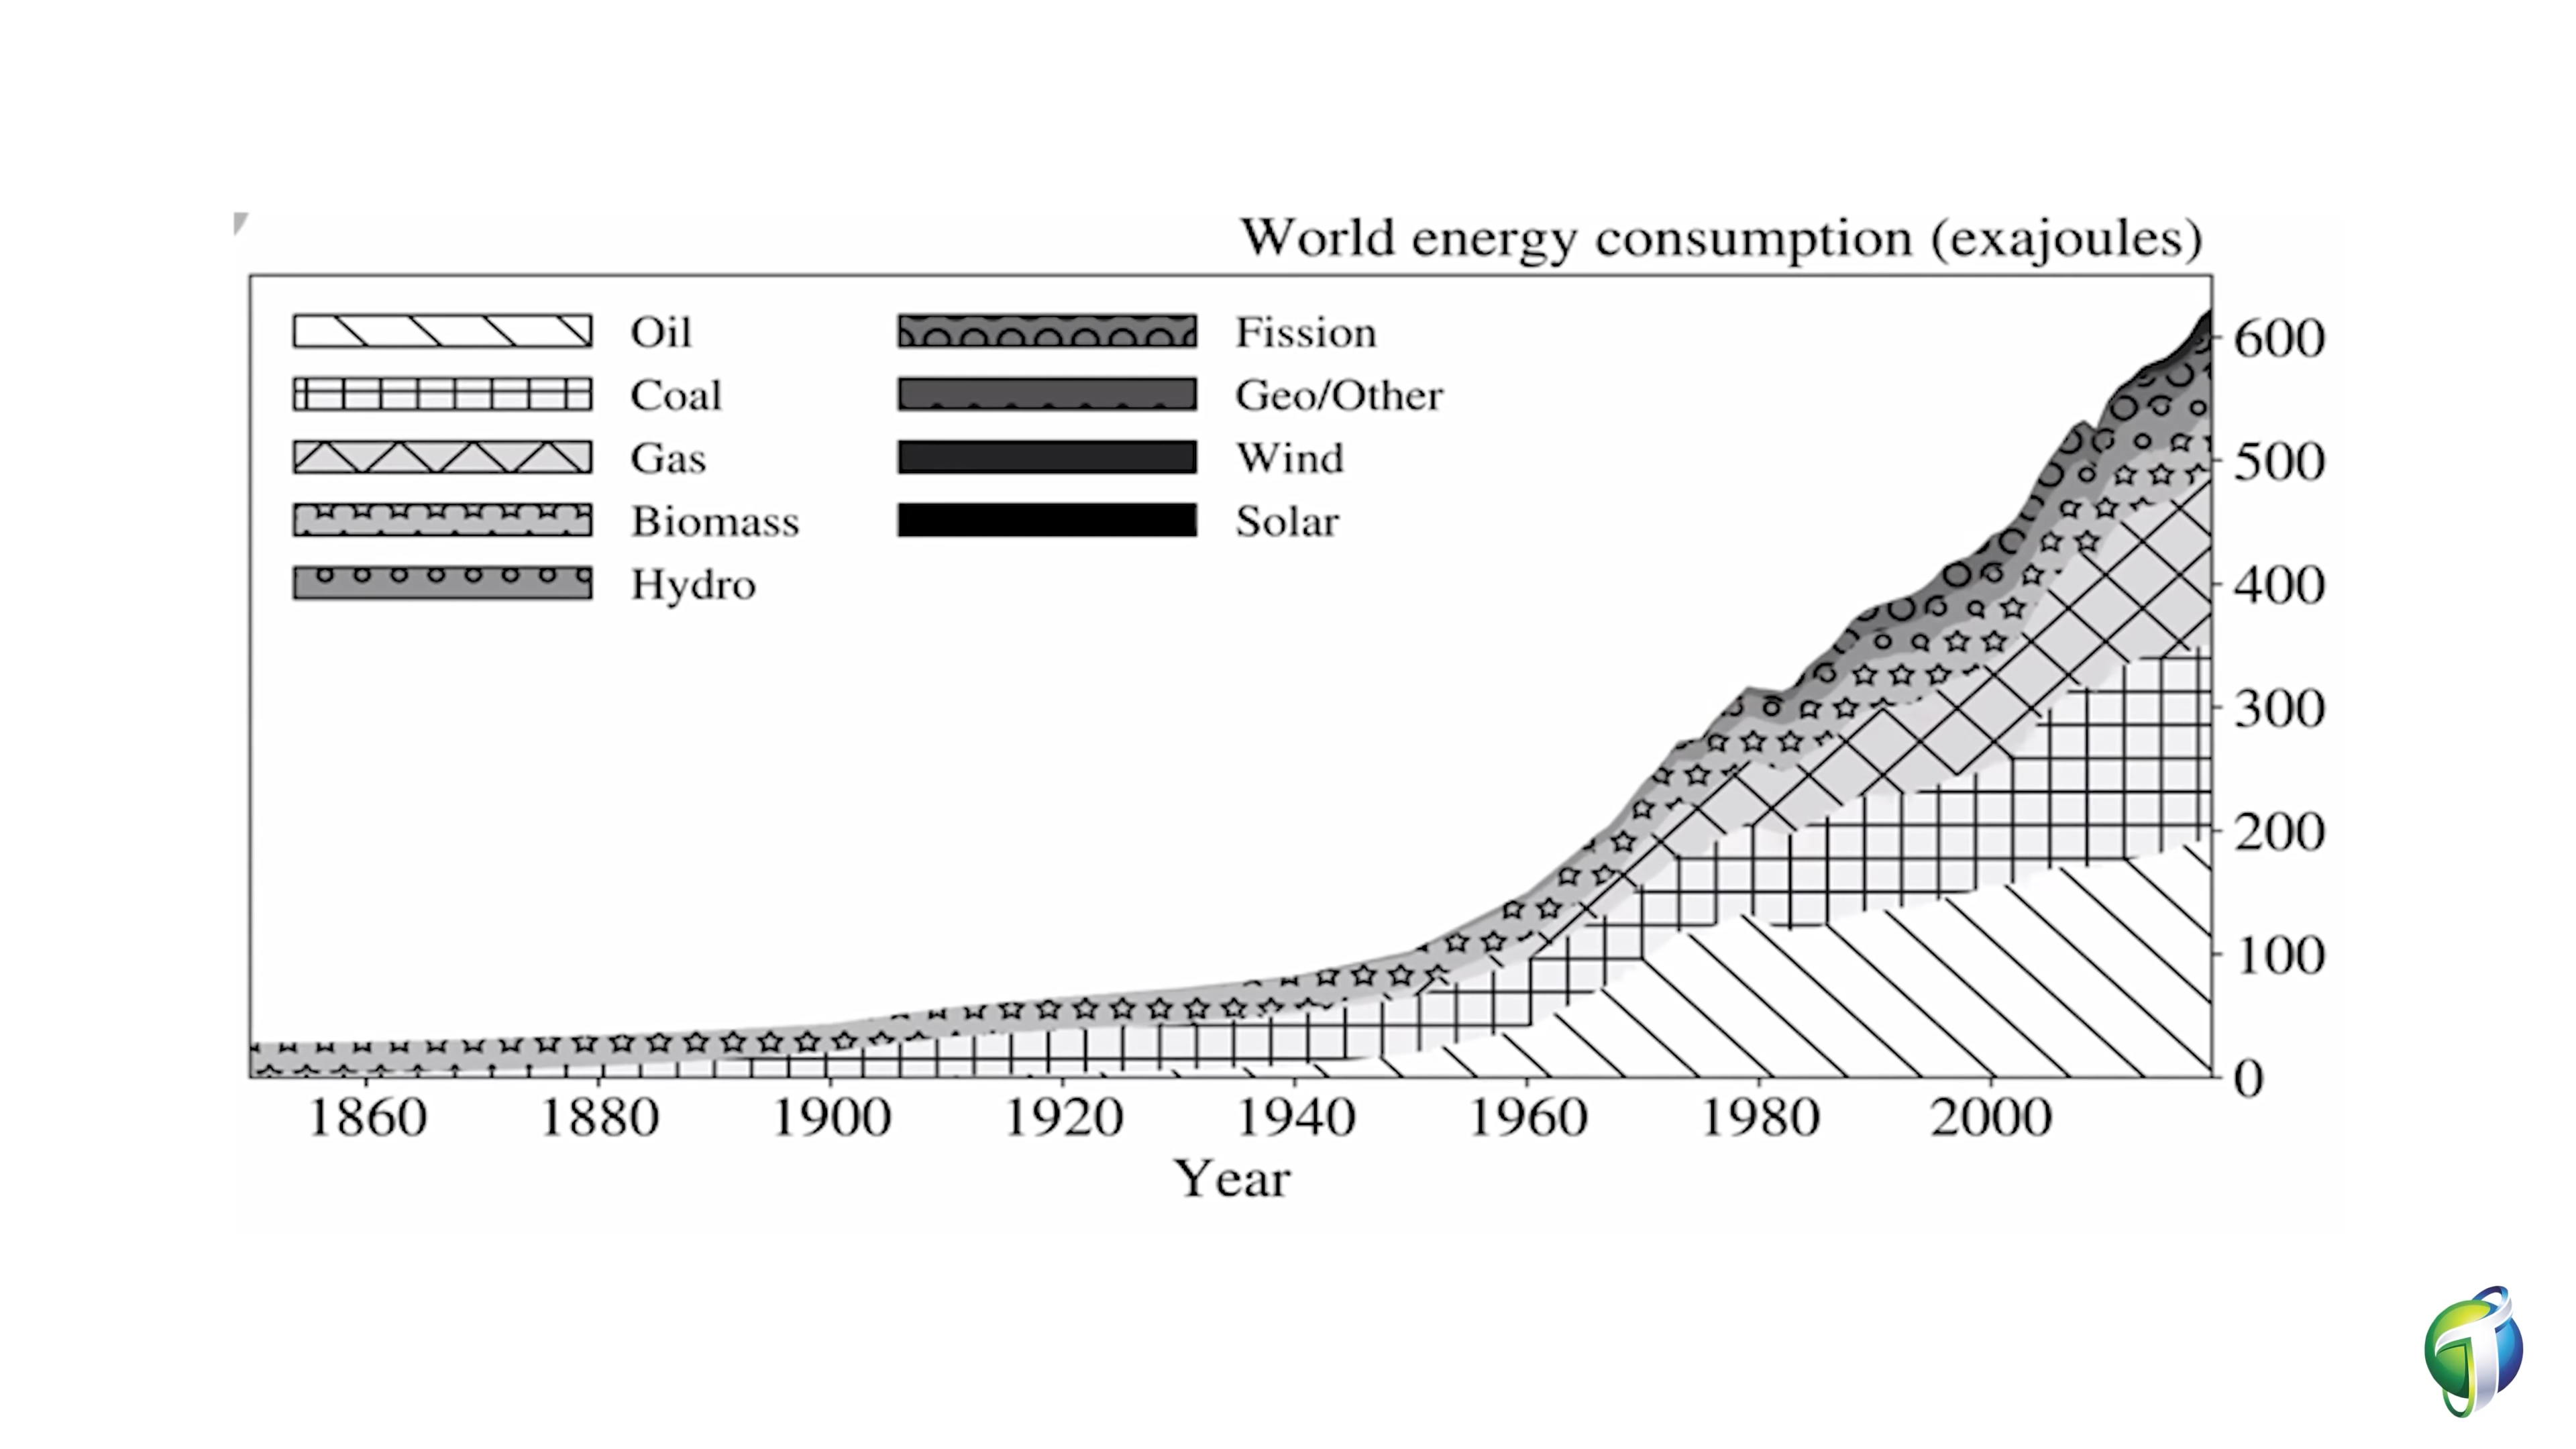 World energy consumption (exajoules)
Oil
Coal
Gas
Biomass
Hydro
Fission
Geo/Other
Wind
Solar
600
500
400
300
200
100
0
1860 1880 1900 1920 1940 1960 1980 2000
Year